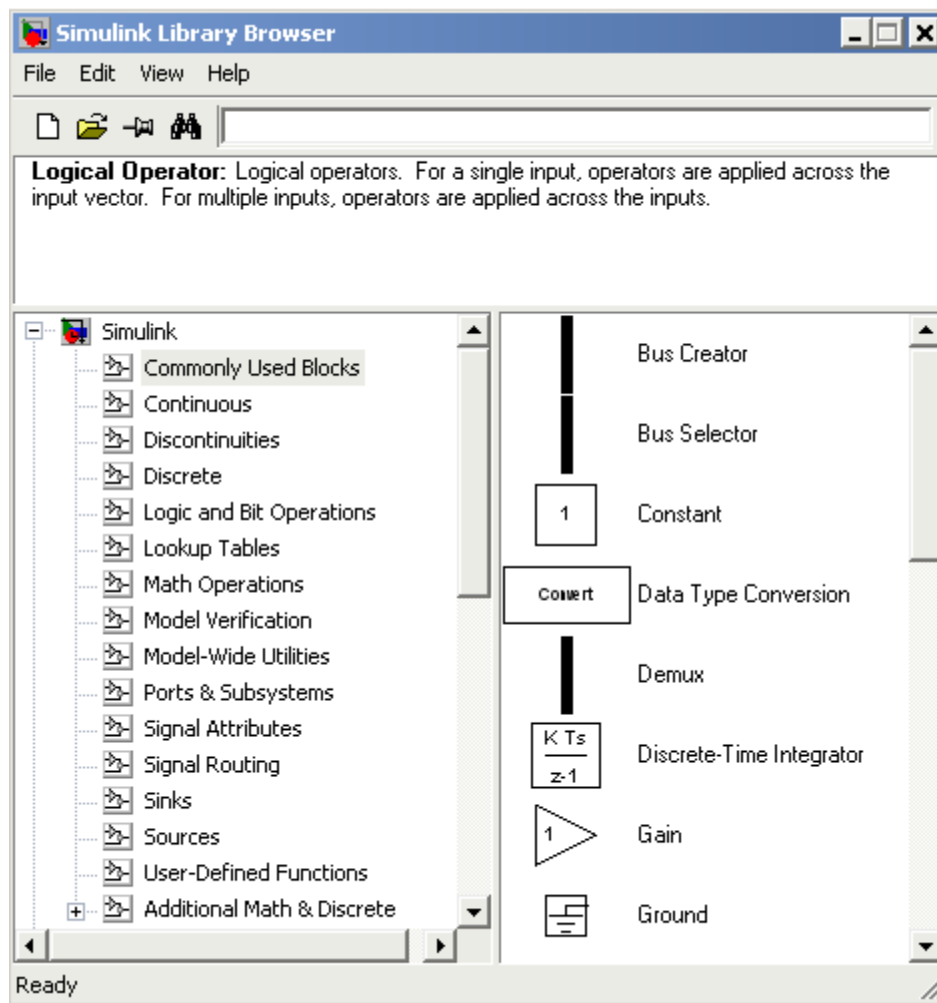 Simulink Library Browser
File Edit View Help
Logical Operator: Logical operators. For a single input, operators are applied across the
input vector. For multiple inputs, operators are applied across the inputs.
Simulink
Commonly Used Blocks
Continuous
Discontinuities
Discrete
Logic and Bit Operations
Lookup Tables
Math Operations
Model Verification
Model-Wide Utilities
Ports & Subsystems
Signal Attributes
Signal Routing
Sinks
Sources
User-Defined Functions
Additional Math & Discrete
Bus Creator
Bus Selector
1 Constant
Convert Data Type Conversion
Demux
K Ts
z-1
Discrete-Time Integrator
1 Gain
Ground
Ready